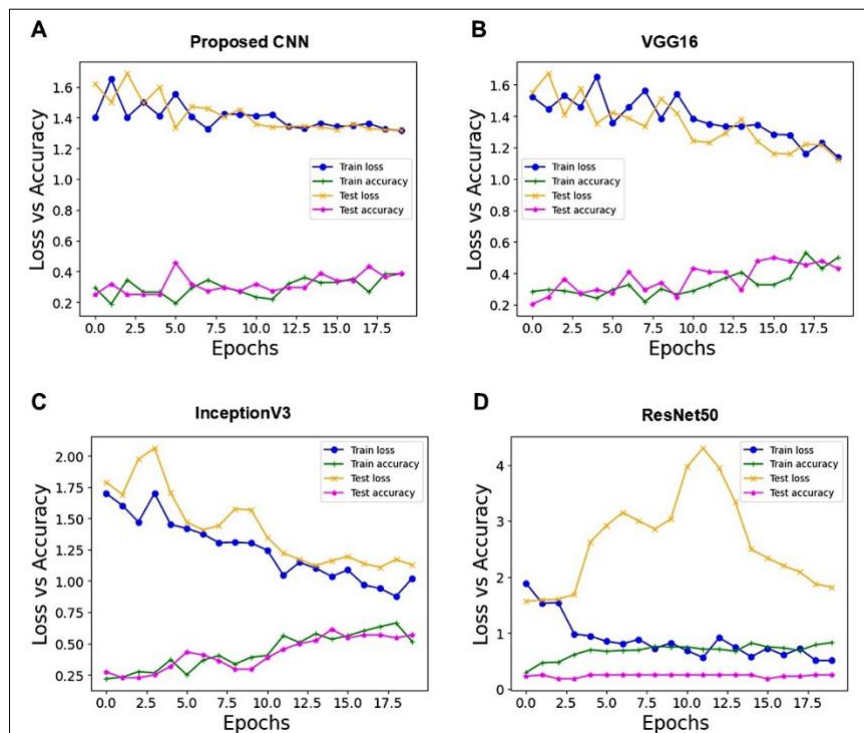 A
Proposed CNN
Loss vs Accuracy
1.6
1.4
1.2
1.0
0.8
0.6
0.4
0.2
Train loss
Train accuracy
Test loss
Test accuracy
0.0 2.5 5.0 7.5 10.0 12.5 15.0 17.5
Epochs
B
VGG16
Loss vs Accuracy
1.6
1.4
1.2
1.0
0.8
0.6
0.4
0.2
Train loss
Train accuracy
Test loss
Test accuracy
0.0 2.5 5.0 7.5 10.0 12.5 15.0 17.5
Epochs
C
InceptionV3
Loss vs Accuracy
2.00
1.75
1.50
1.25
1.00
0.75
0.50
0.25
Train loss
Train accuracy
Test loss
Test accuracy
0.0 2.5 5.0 7.5 10.0 12.5 15.0 17.5
Epochs
D
ResNet50
Loss vs Accuracy
4
3
2
1
0
Train loss
Train accuracy
Test loss
Test accuracy
0.0 2.5 5.0 7.5 10.0 12.5 15.0 17.5
Epochs